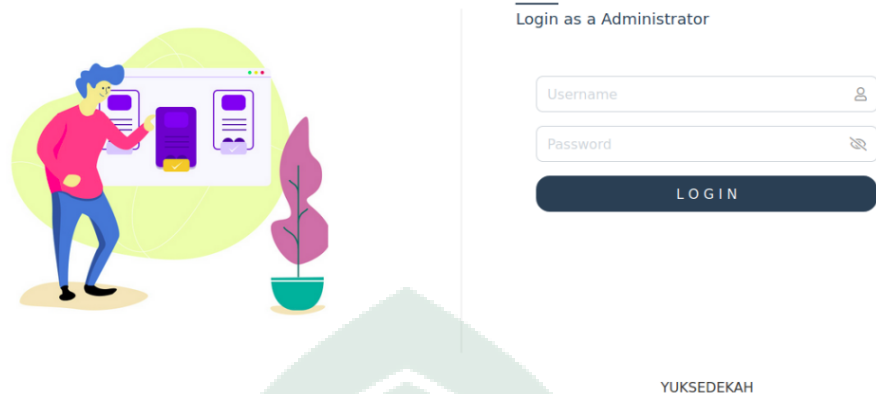 Login as a Administrator
Username
Password
LOGIN
YUKSEDEKAH